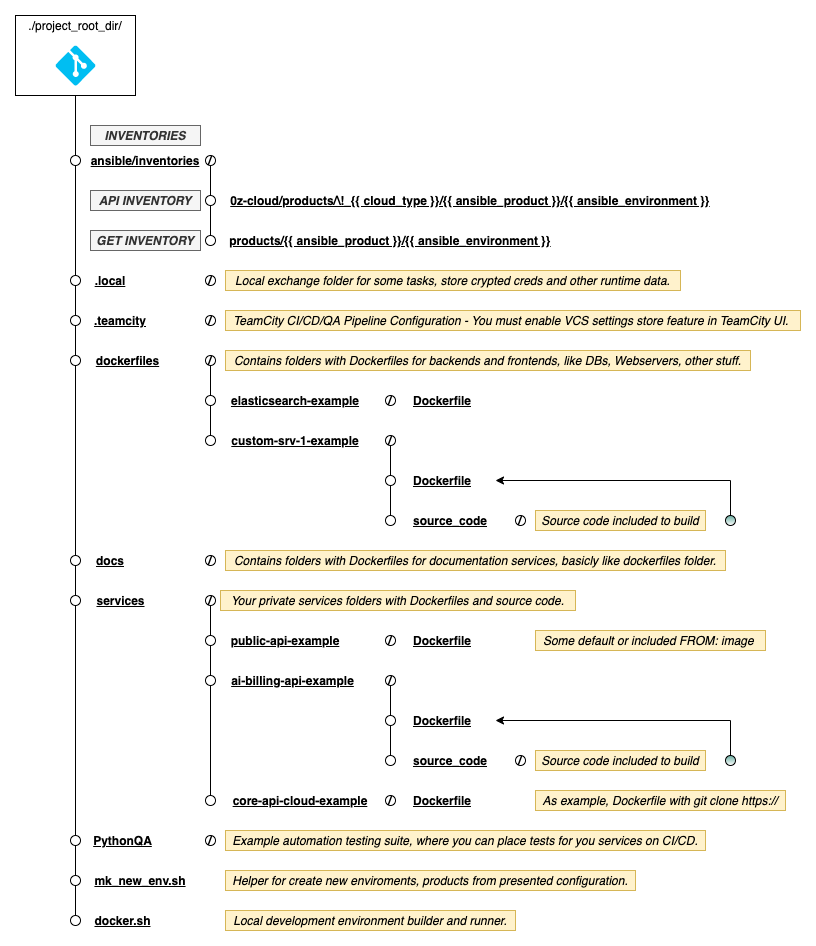 ./project_root_dir/
INVENTORIES
ansible/inventories
API INVENTORY
0z-cloud/products/\!_{{ cloud_type }}/{{ ansible_product }}/{{ ansible_environment }}
GET INVENTORY
products/{{ ansible_product }}/{{ ansible_environment }}
.local
Local exchange folder for some tasks, store crypted creds and other runtime data.
.teamcity
TeamCity CI/CD/QA Pipeline Configuration - You must enable VCS settings store feature in TeamCity UI.
dockerfiles
Contains folders with Dockerfiles for backends and frontends, like DBs, Webservers, other stuff.
elasticsearch-example
Dockerfile
custom-srv-1-example
Dockerfile
source_code
Source code included to build
docs
Contains folders with Dockerfiles for documentation services, basicly like dockerfiles folder.
services
Your private services folders with Dockerfiles and source code.
public-api-example
Dockerfile
Some default or included FROM: image
ai-billing-api-example
Dockerfile
source_code
Source code included to build
core-api-cloud-example
Dockerfile
As example, Dockerfile with git clone https://
PythonQA
Example automation testing suite, where you can place tests for you services on CI/CD.
mk_new_env.sh
Helper for create new enviroments, products from presented configuration.
docker.sh
Local development environment builder and runner.